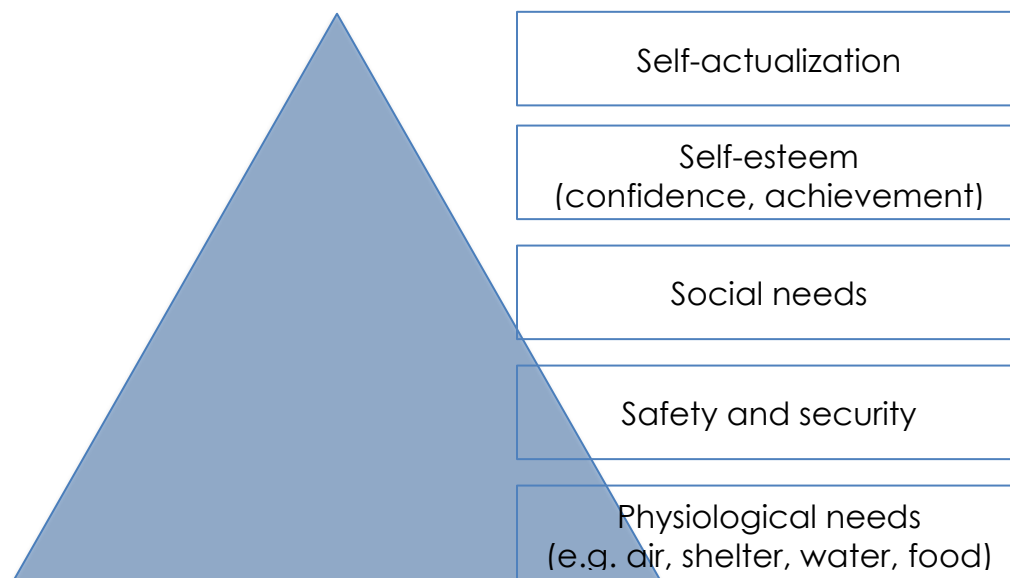 Self-actualization
Self-esteem
(confidence, achievement)
Social needs
Safety and security
Physiological needs
(e.g. air, shelter, water, food)